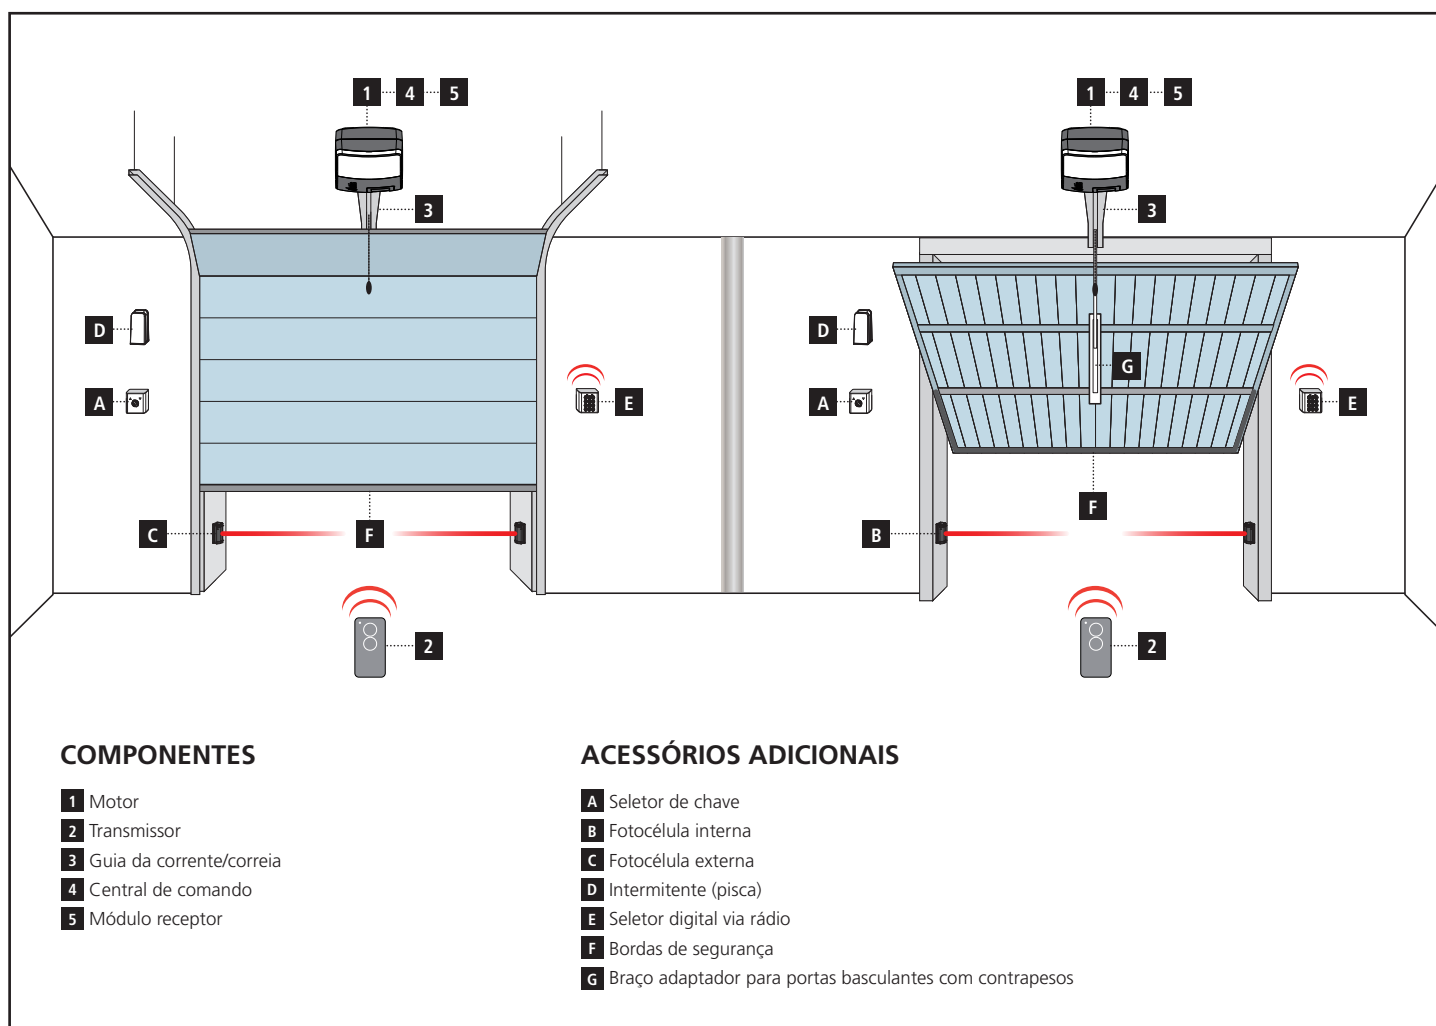 1 4 5
1 4 5
3
3
D
D
A
E
A
G
E
C
F
B
F
2
2
COMPONENTES
1 Motor
2 Transmissor
3 Guia da corrente/correia
4 Central de comando
5 Módulo receptor
ACESSÓRIOS ADICIONAIS
A Seletor de chave
B Fotocélula interna
C Fotocélula externa
D Intermitente (pisca)
E Seletor digital via rádio
F Bordas de segurança
G Braço adaptador para portas basculantes com contrapesos